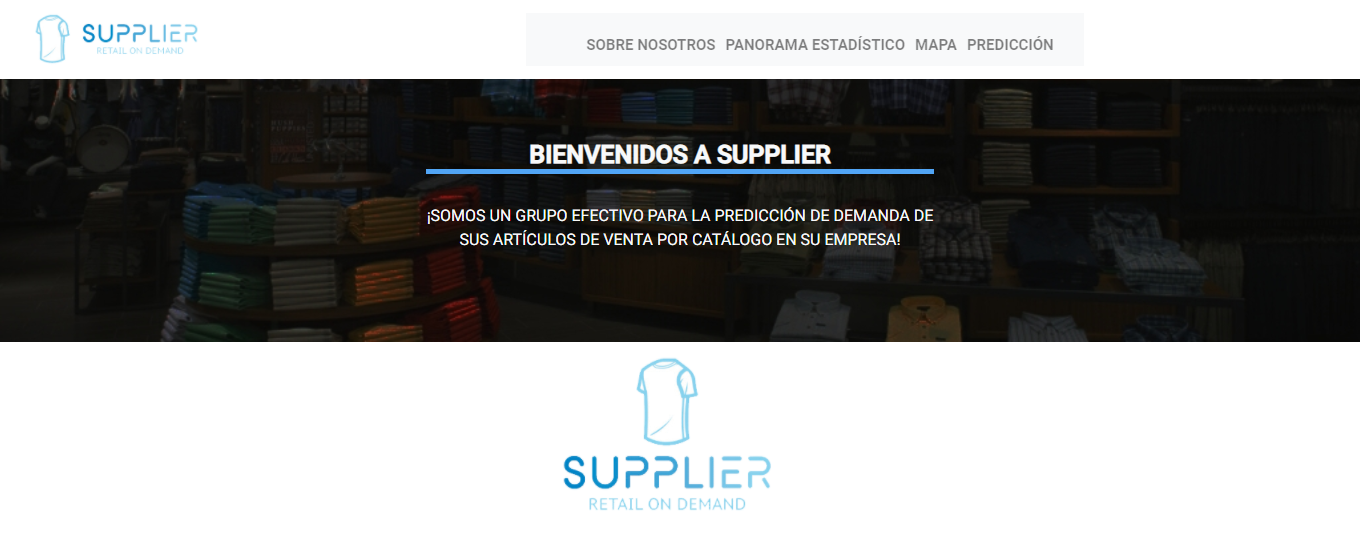 SUPPLIER
RETAIL ON DEMAND
SOBRE NOSOTROS PANORAMA ESTADÍSTICO MAPA PREDICCIÓN
BIENVENIDOS A SUPPLIER
¡SOMOS UN GRUPO EFECTIVO PARA LA PREDICCIÓN DE DEMANDA DE
SUS ARTÍCULOS DE VENTA POR CATÁLOGO EN SU EMPRESA!
SUPPLIER
RETAIL ON DEMAND